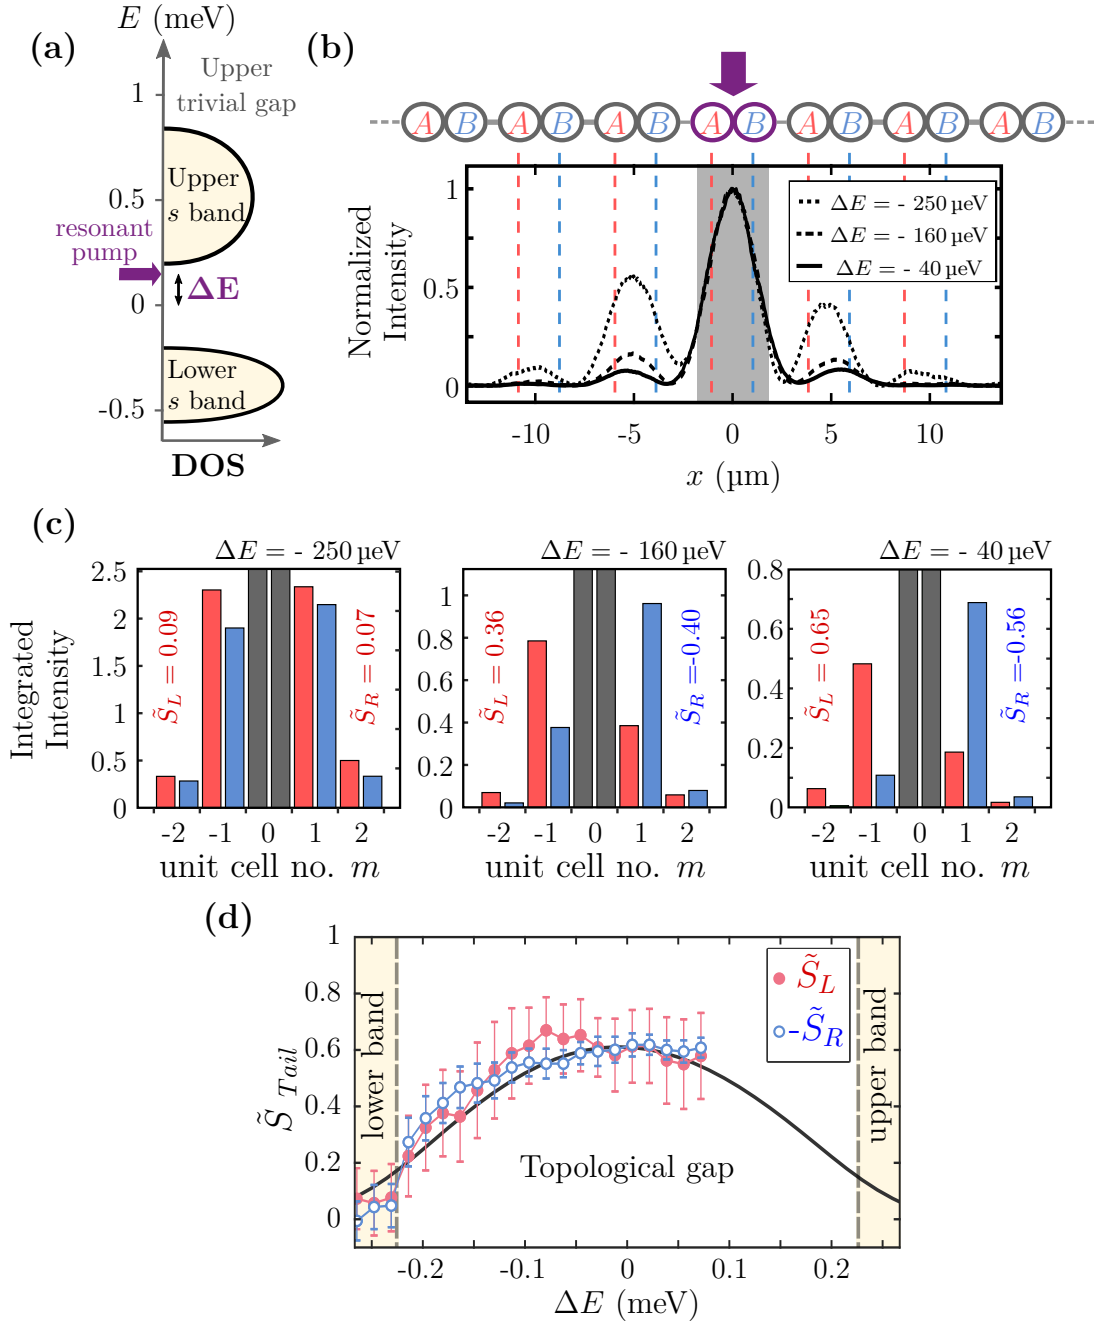 (a)
E (meV)
Upper
trivial gap
1
Upper
s band
0.5
resonant
pump
ΔE
0
Lower
s band
-0.5
DOS
(b)
A B A B A B A B A B A B A B
Normalized
Intensity
1
0.5
0
ΔE = - 250 µeV
ΔE = - 160 µeV
ΔE = - 40 µeV
-10 -5 0 5 10
x (µm)
(c)
Integrated
Intensity
ΔE = - 250 µeV
2.5
2
1.5
1
0.5
0
S̃L = 0.09
S̃R = 0.07
-2 -1 0 1 2
unit cell no. m
ΔE = - 160 µeV
1
0.8
0.6
0.4
0.2
0
S̃L = 0.36
S̃R =-0.40
-2 -1 0 1 2
unit cell no. m
ΔE = - 40 µeV
0.8
0.6
0.4
0.2
0
S̃L = 0.65
S̃R =-0.56
-2 -1 0 1 2
unit cell no. m
(d)
S̃Tail
1
0.8
0.6
0.4
0.2
0
lower band
Topological gap
upper band
S̃L
-S̃R
-0.2 -0.1 0 0.1 0.2
ΔE (meV)